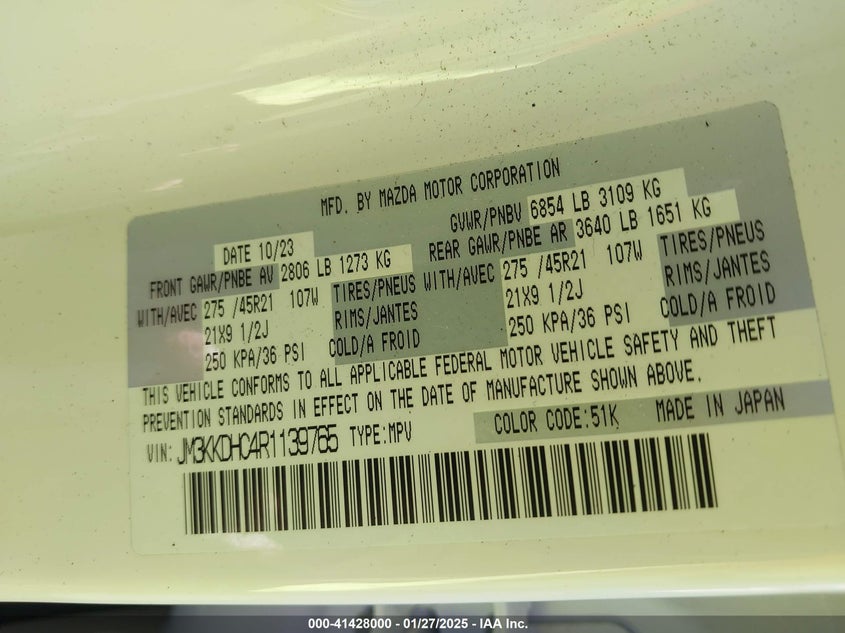 MFD. BY MAZDA MOTOR CORPORATION
DATE 10/23 GVWR/PNBV 6854 LB 3109 KG
FRONT GAWR/PNBE AV 2806 LB 1273 KG REAR GAWR/PNBE AR 3640 LB 1651 KG
WITH/AVEC 275 /45R21 107W TIRES/PNEUS WITH/AVEC 275 /45R21 107W TIRES/PNEUS
21X9 1/2J RIMS/JANTES 21X9 1/2J RIMS/JANTES
250 KPA/36 PSI COLD/A FROID 250 KPA/36 PSI COLD/A FROID
THIS VEHICLE CONFORMS TO ALL APPLICABLE FEDERAL MOTOR VEHICLE SAFETY AND THEFT
PREVENTION STANDARDS IN EFFECT ON THE DATE OF MANUFACTURE SHOWN ABOVE.
VIN: JM3KKDHC4R1139765 TYPE:MPV COLOR CODE:51K MADE IN JAPAN
000-41428000 - 01/27/2025 - IAA Inc.